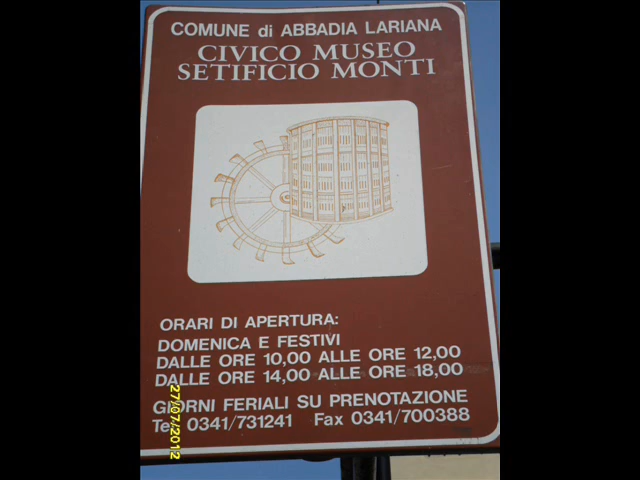 COMUNE di ABBADIA LARIANA
CIVICO MUSEO
SETIFICIO MONTI
ORARI DI APERTURA:
DOMENICA E FESTIVI
DALLE ORE 10,00 ALLE ORE 12,00
DALLE ORE 14,00 ALLE ORE 18,00
GIORNI FERIALI SU PRENOTAZIONE
Tel 0341/731241 Fax 0341/700388
27/07/2012